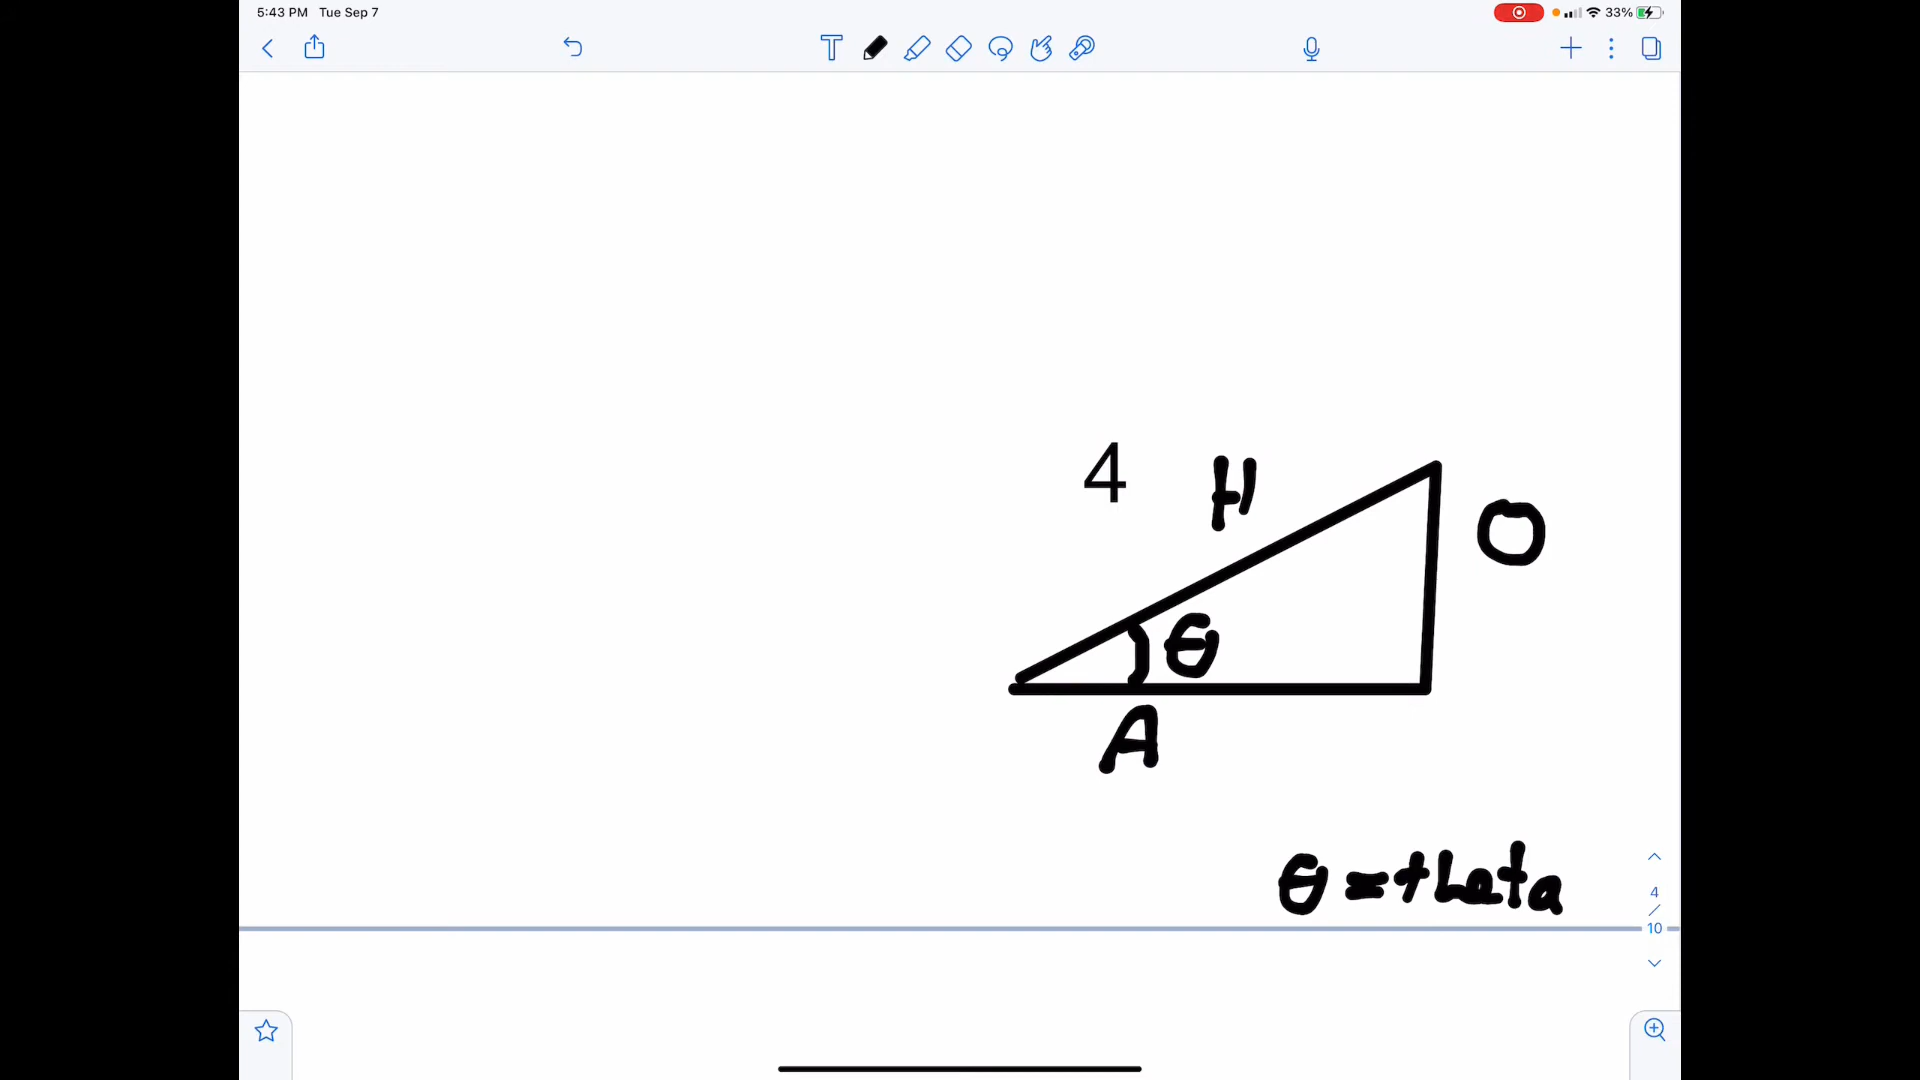 5:43 PM Tue Sep 7
33%
T
4 H
O
θ
A
θ = theta
4
/
10